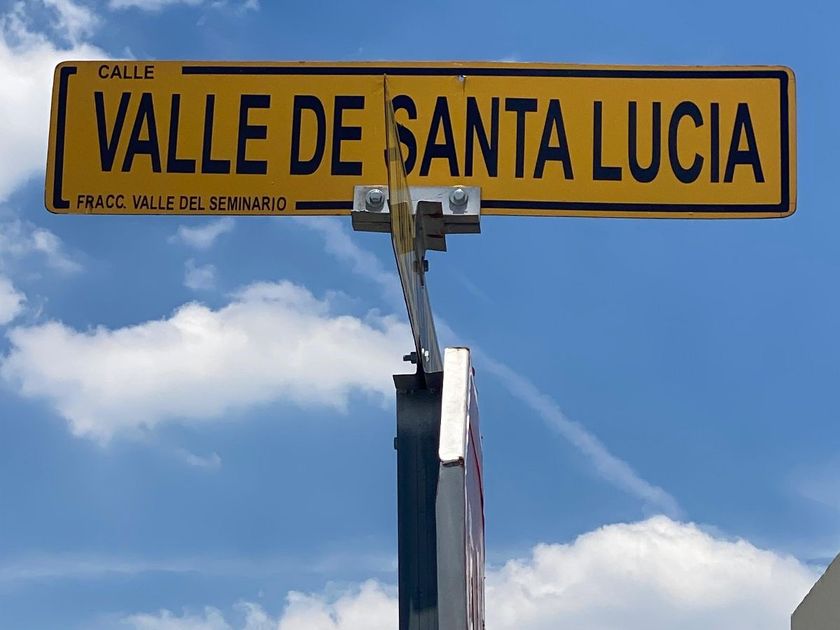 CALLE
VALLE DE SANTA LUCIA
FRACC. VALLE DEL SEMINARIO